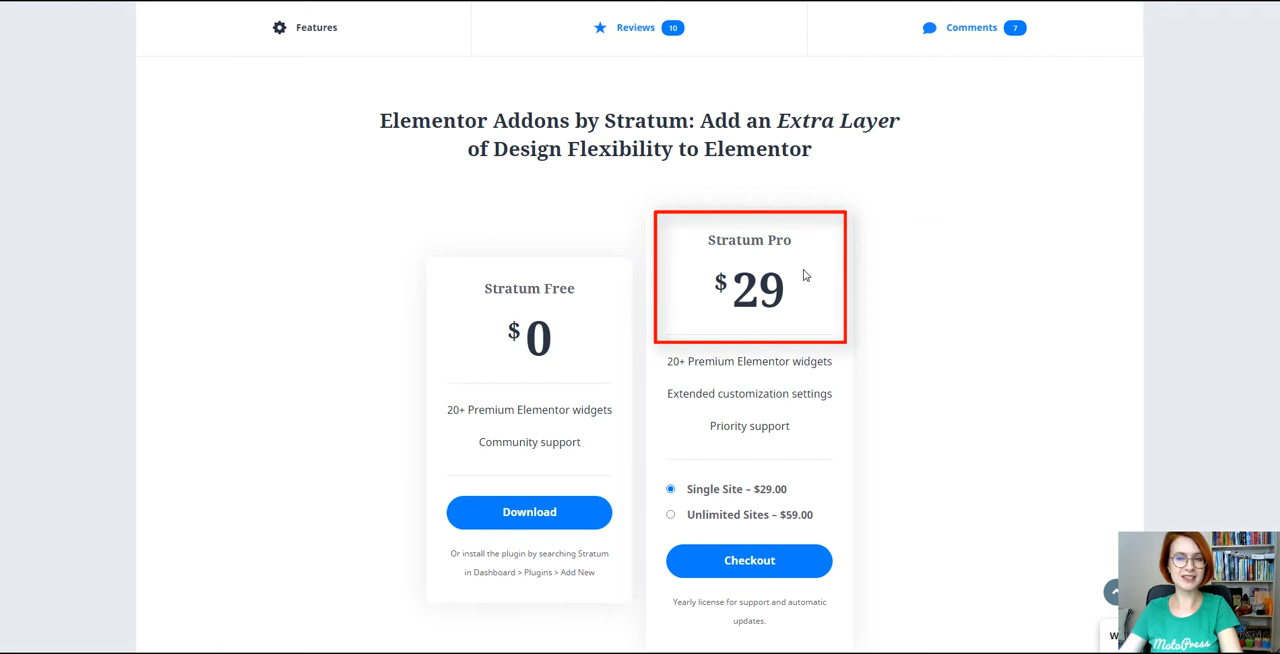 Features
Reviews 10
Comments 7
Elementor Addons by Stratum: Add an Extra Layer
of Design Flexibility to Elementor
Stratum Free
$0
20+ Premium Elementor widgets
Community support
Download
Or install the plugin by searching Stratum
in Dashboard > Plugins > Add New
Stratum Pro
$29
20+ Premium Elementor widgets
Extended customization settings
Priority support
Single Site – $29.00
Unlimited Sites – $59.00
Checkout
Yearly license for support and automatic
updates.
MotoPress